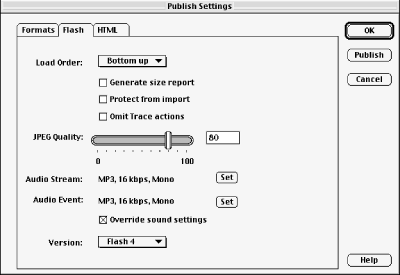 Publish Settings
Formats Flash HTML
OK
Publish
Cancel
Load Order: Bottom up
Generate size report
Protect from import
Omit Trace actions
JPEG Quality: 80
0 100
Audio Stream: MP3, 16 kbps, Mono Set
Audio Event: MP3, 16 kbps, Mono Set
Override sound settings
Version: Flash 4
Help